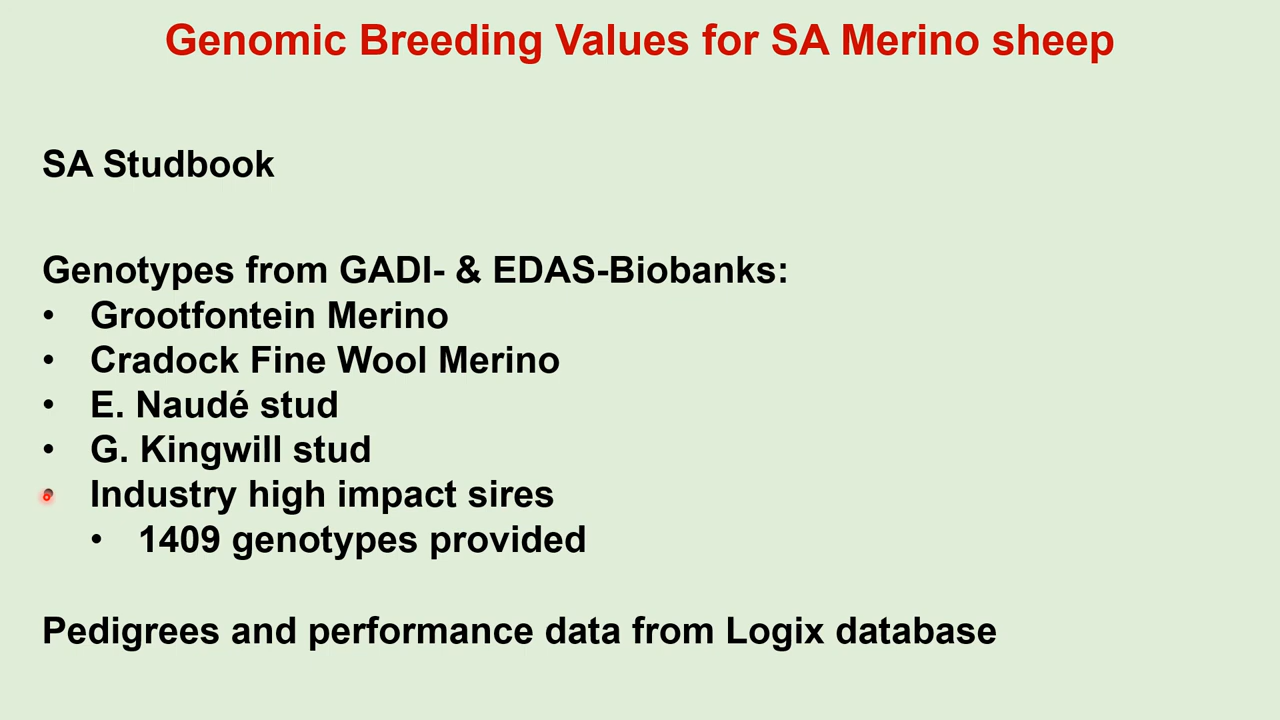 Genomic Breeding Values for SA Merino sheep
SA Studbook
Genotypes from GADI- & EDAS-Biobanks:
• Grootfontein Merino
• Cradock Fine Wool Merino
• E. Naudé stud
• G. Kingwill stud
• Industry high impact sires
• 1409 genotypes provided
Pedigrees and performance data from Logix database